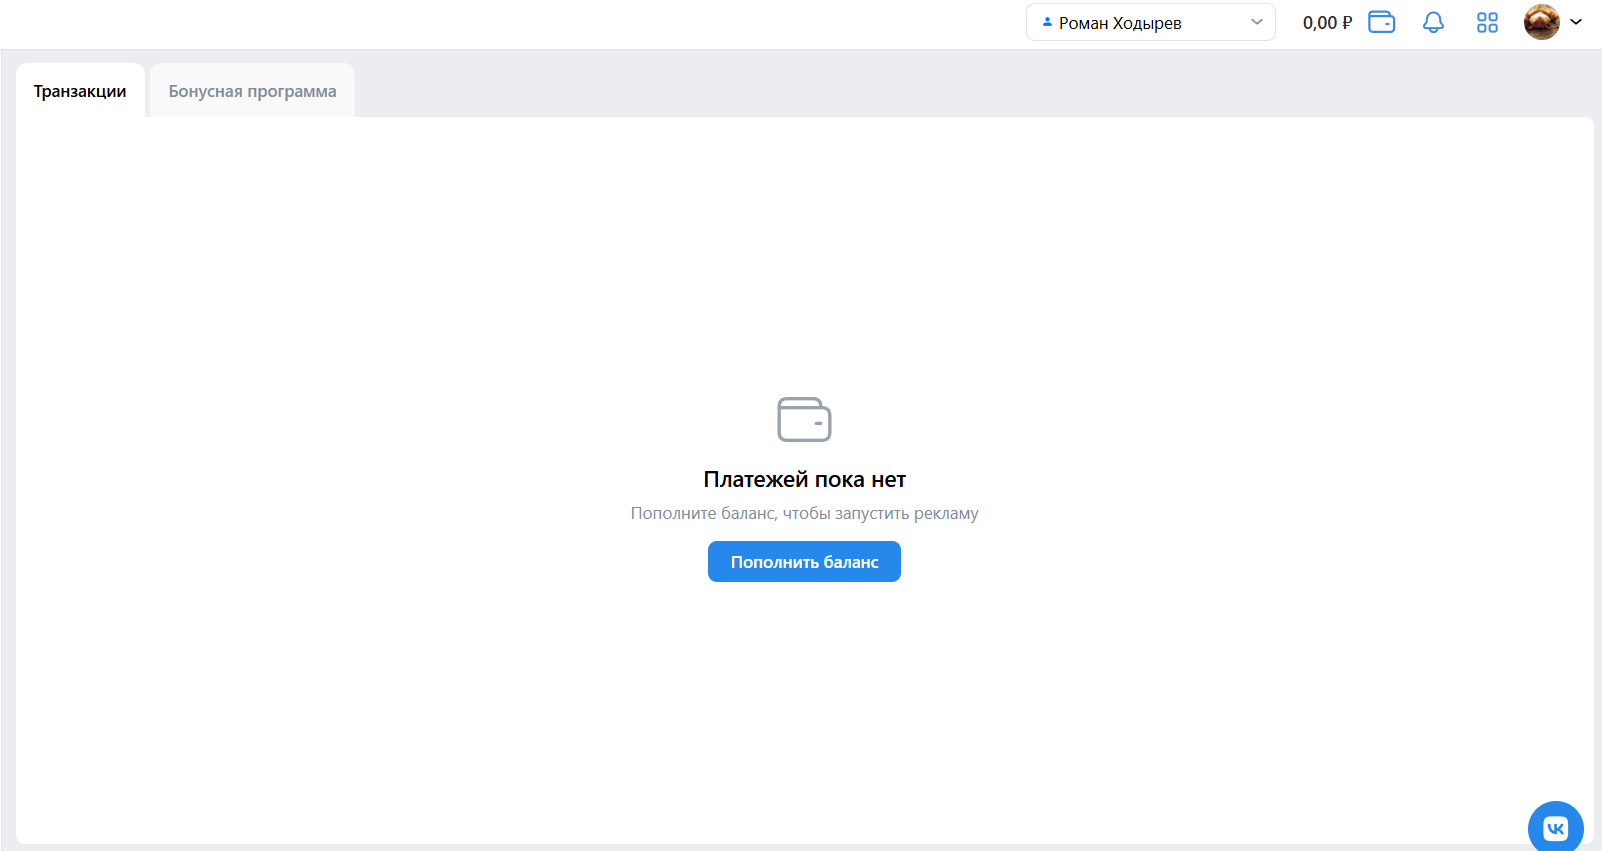 Роман Ходырев
0,00 ₽
Транзакции
Бонусная программа
Платежей пока нет
Пополните баланс, чтобы запустить рекламу
Пополнить баланс